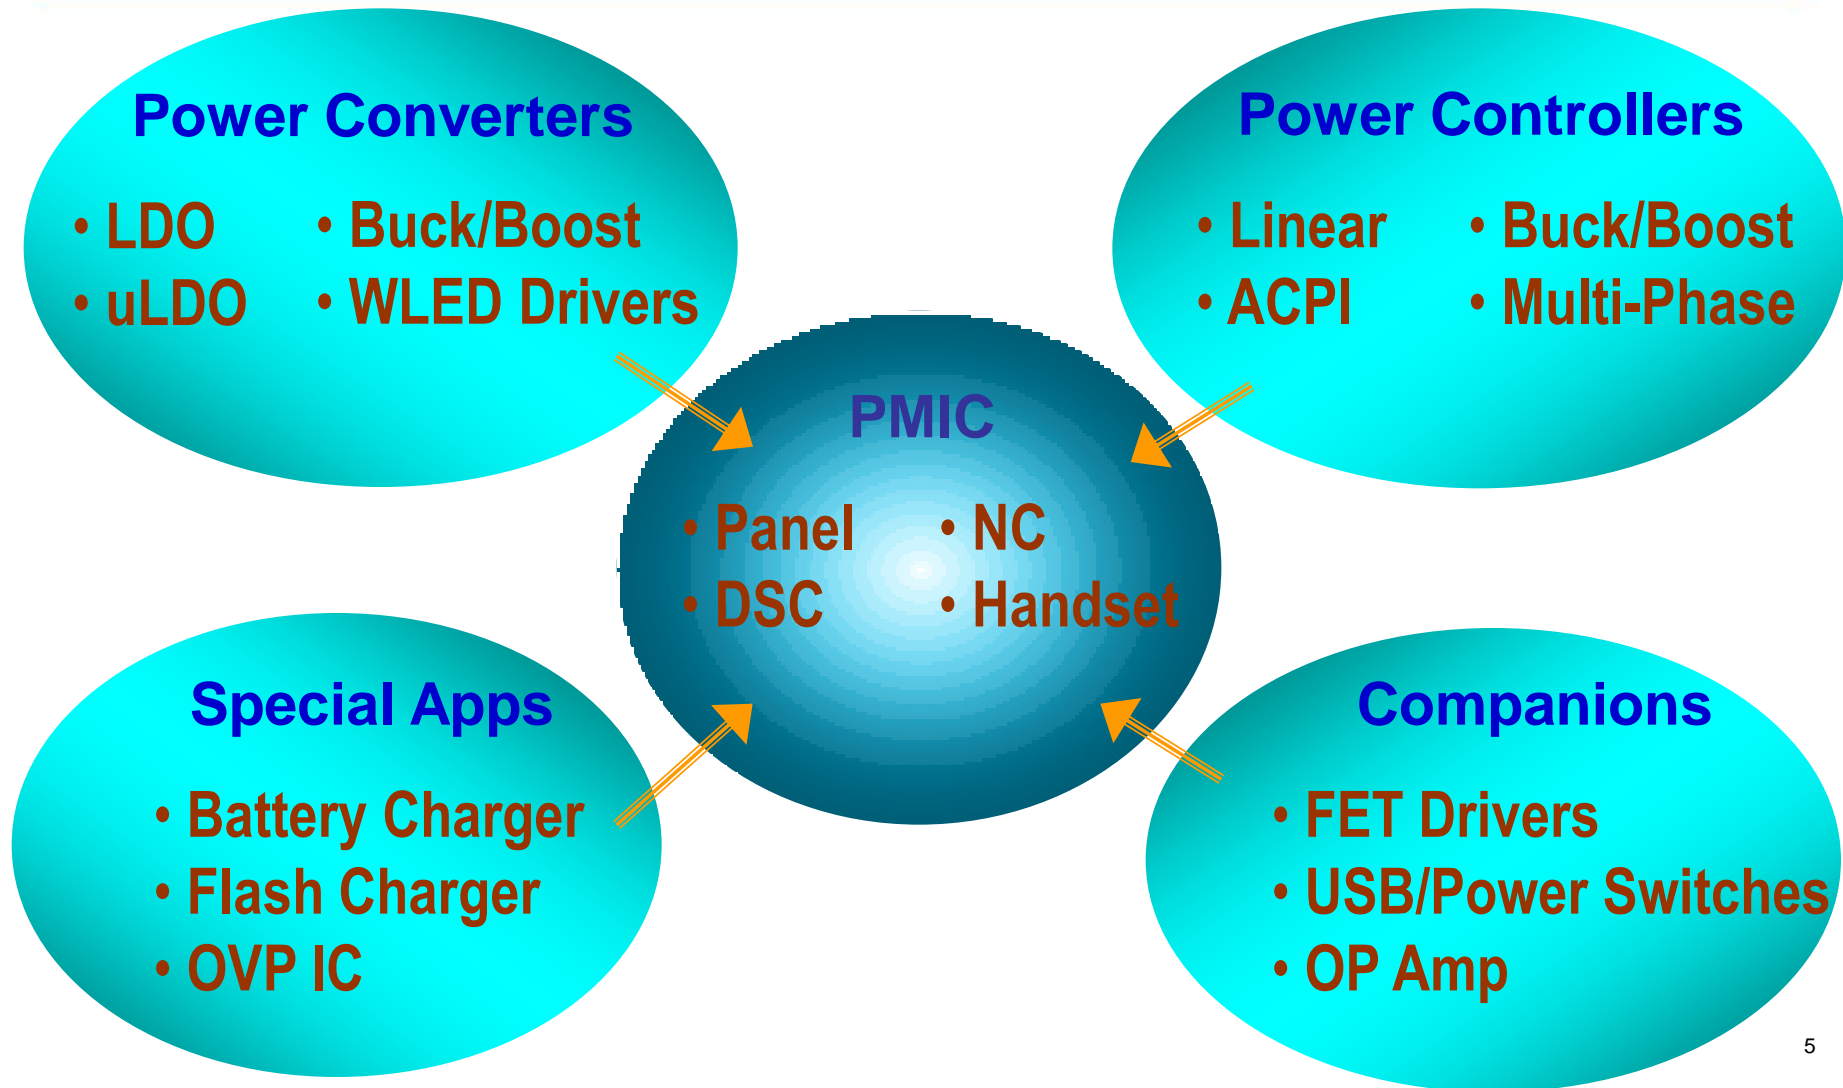 Power Converters
• LDO
• uLDO
• Buck/Boost
• WLED Drivers
Power Controllers
• Linear
• ACPI
• Buck/Boost
• Multi-Phase
PMIC
• Panel
• DSC
• NC
• Handset
Special Apps
• Battery Charger
• Flash Charger
• OVP IC
Companions
• FET Drivers
• USB/Power Switches
• OP Amp
5